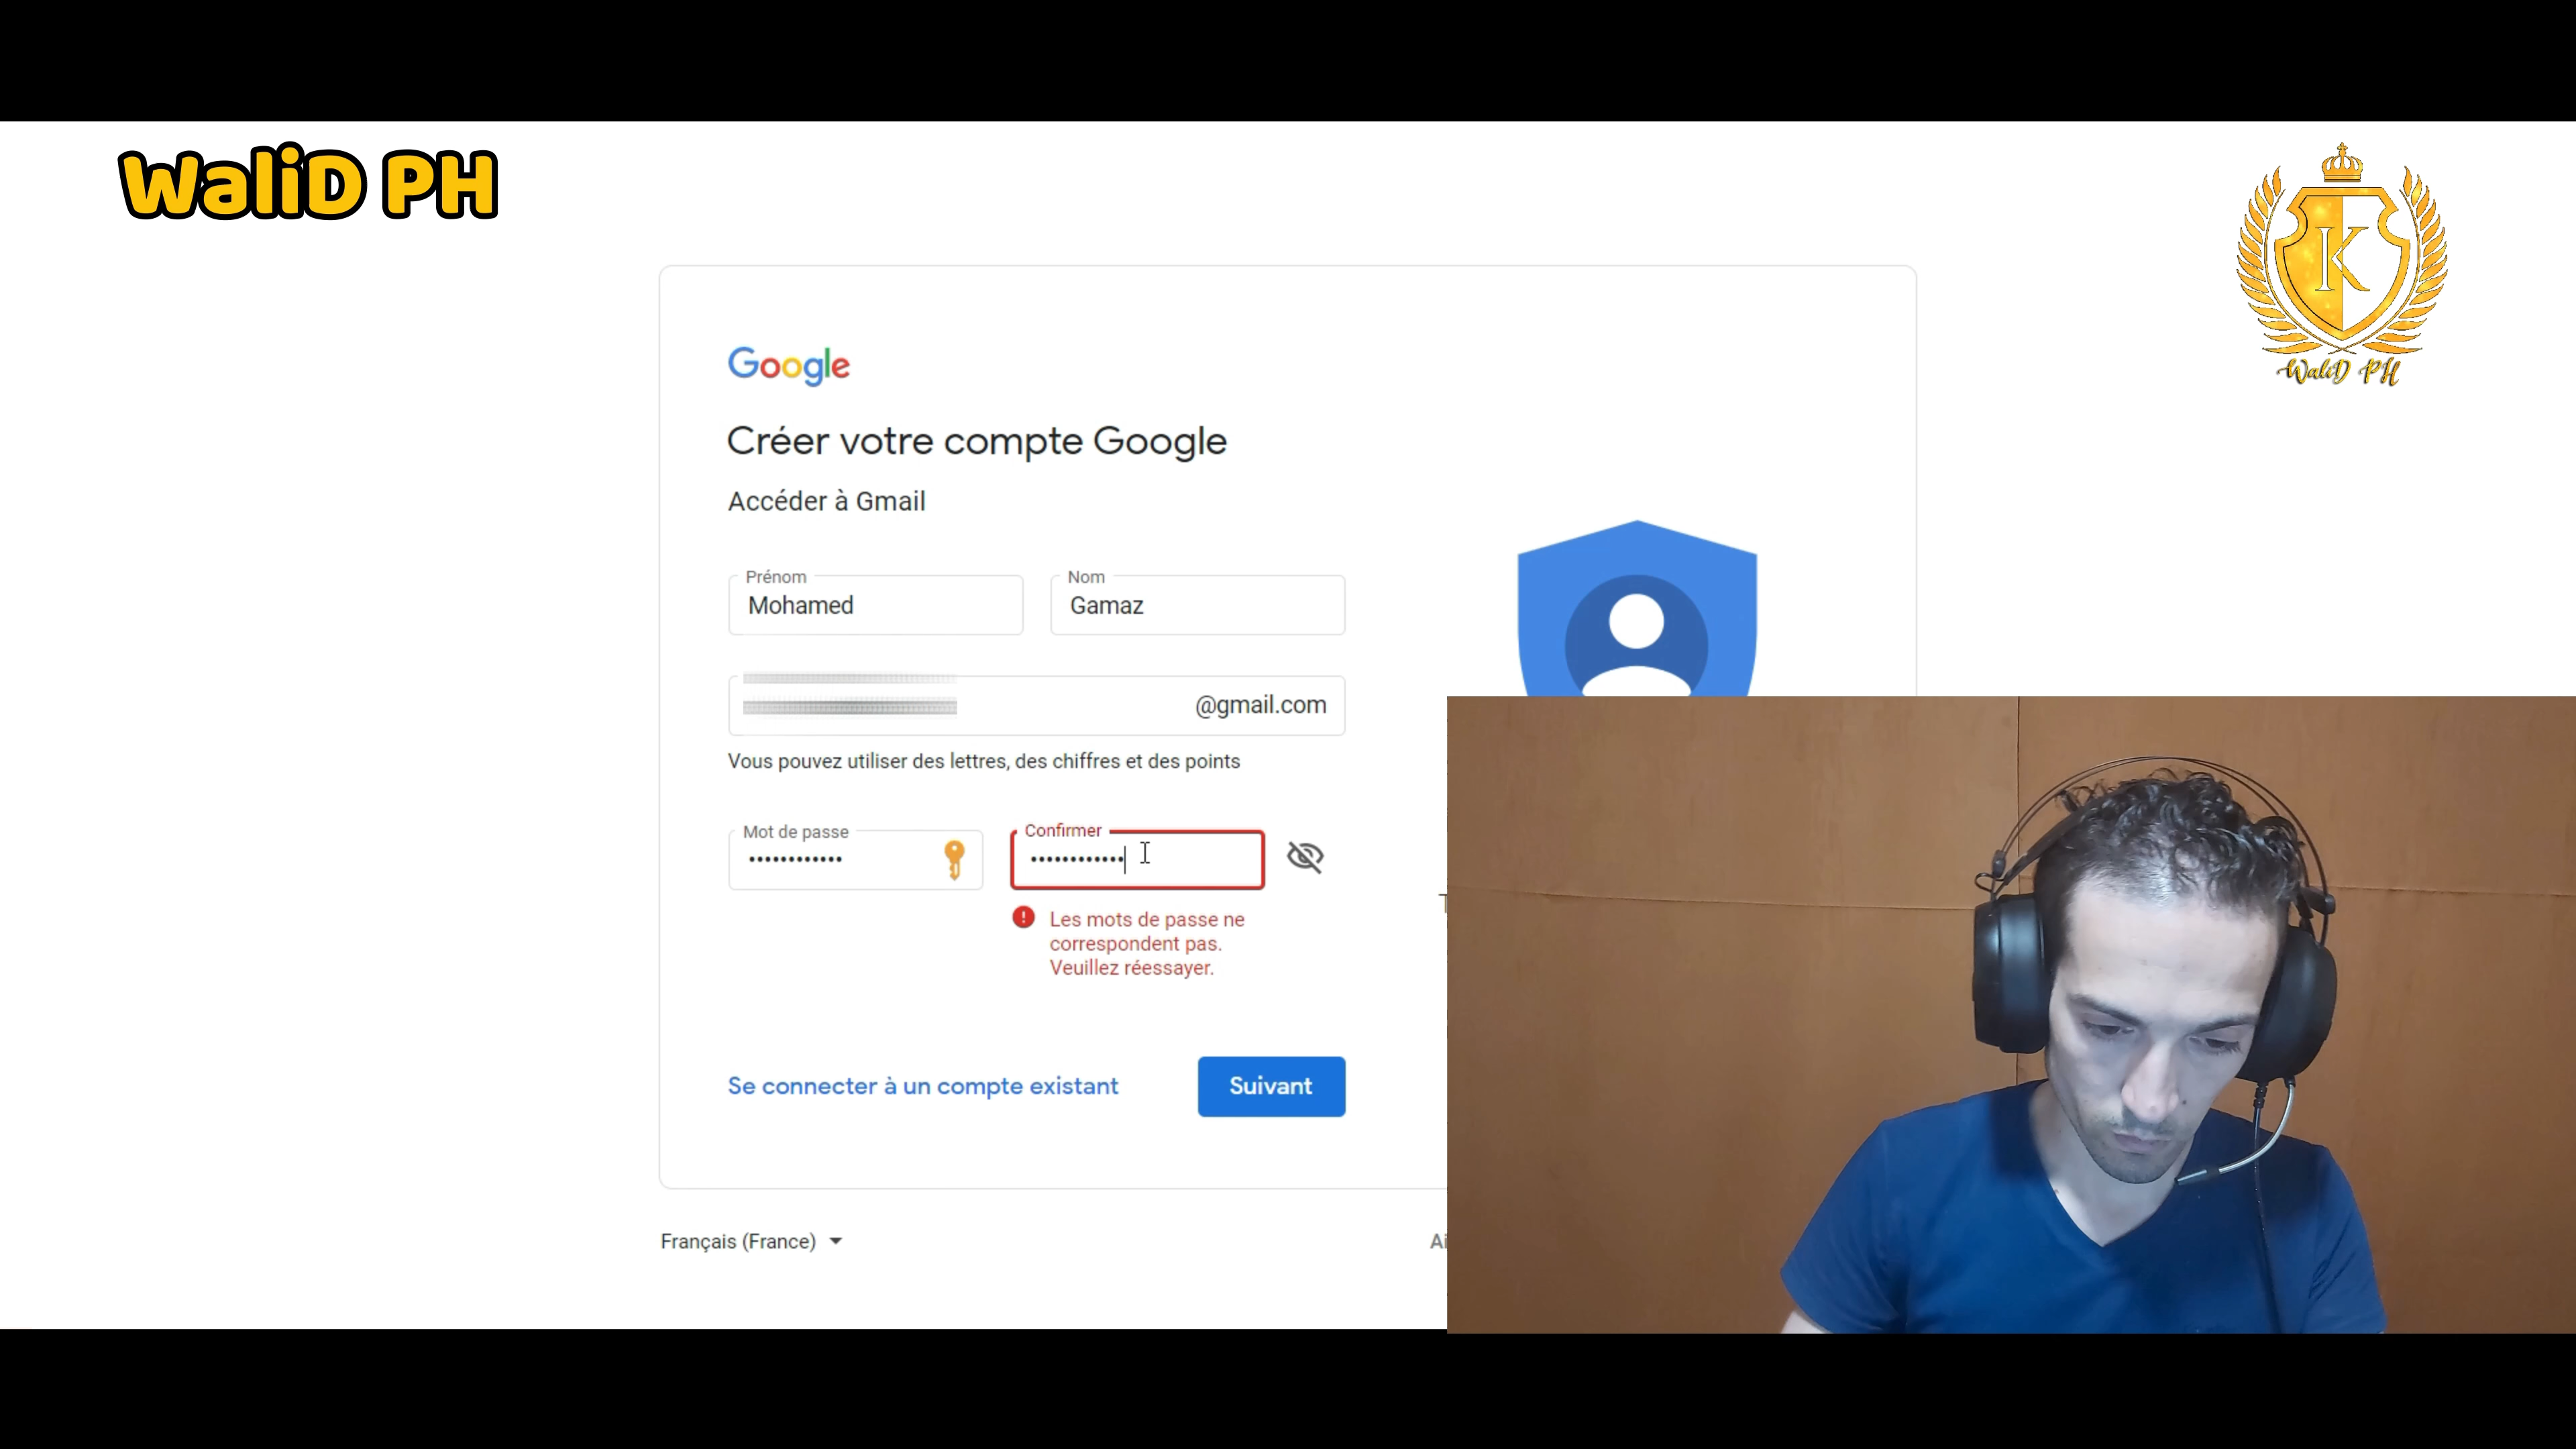 WaliD PH
K
WaliD PH
Google
Créer votre compte Google
Accéder à Gmail
Prénom
Mohamed
Nom
Gamaz
@gmail.com
Vous pouvez utiliser des lettres, des chiffres et des points
Mot de passe
••••••••••••
Confirmer
••••••••••••
Les mots de passe ne
correspondent pas.
Veuillez réessayer.
Se connecter à un compte existant
Suivant
Français (France)
Ai